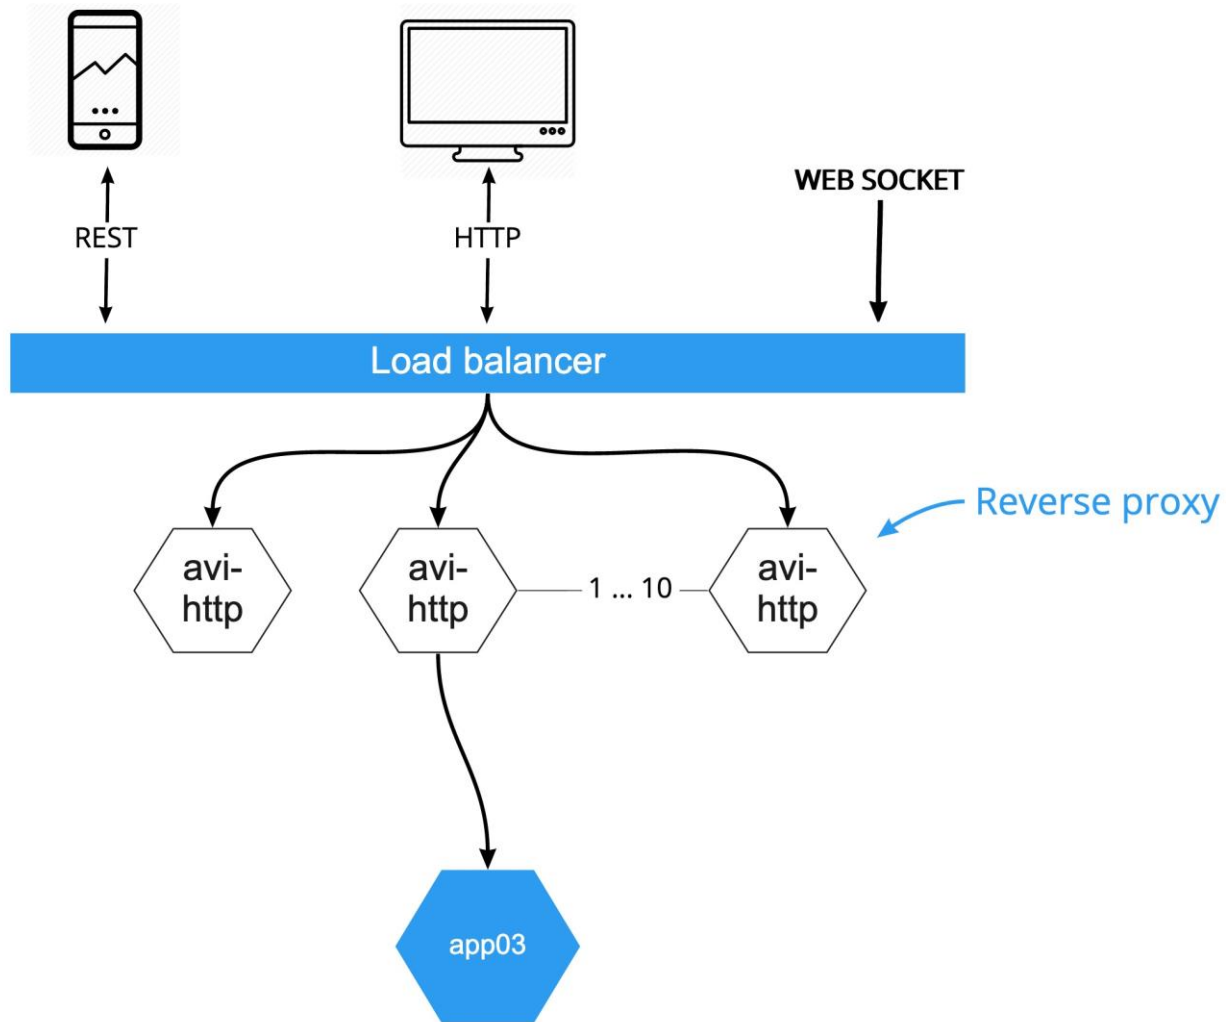 WEB SOCKET
REST
HTTP
Load balancer
Reverse proxy
avi-
http
avi-
http
1 ... 10
avi-
http
app03